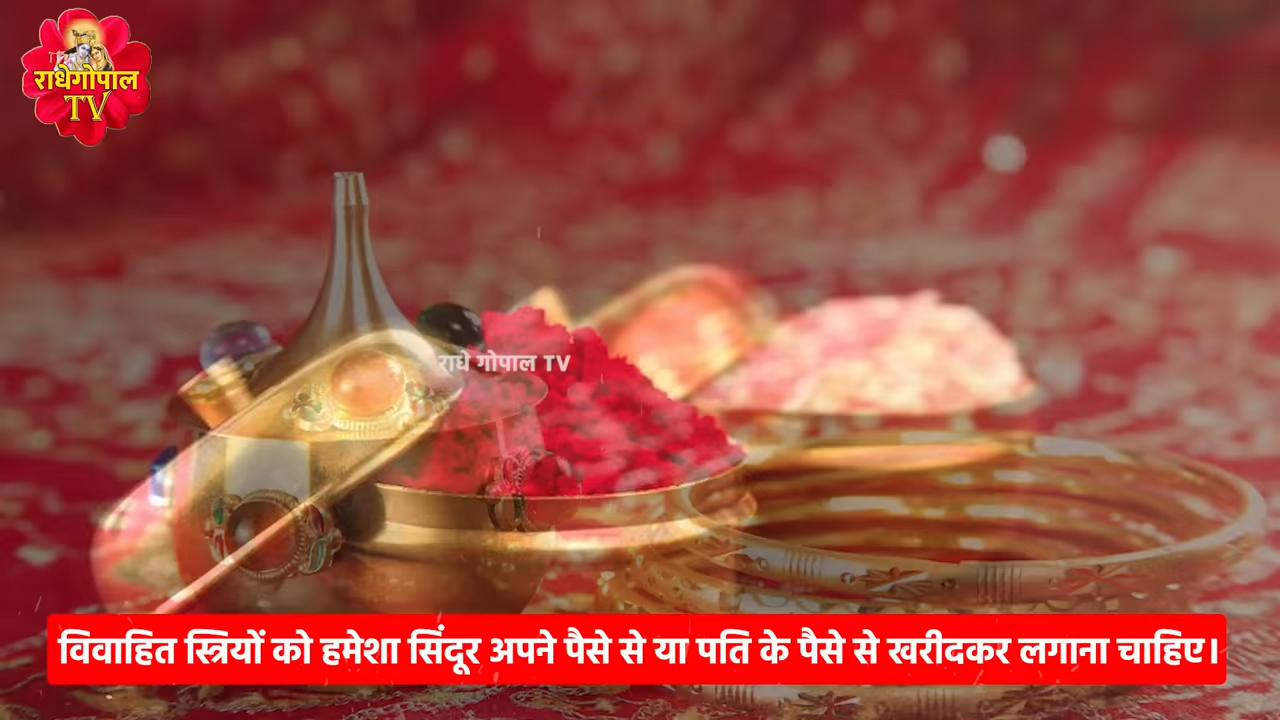 राधेगोपाल
TV
राधे गोपाल TV
विवाहित स्त्रियों को हमेशा सिंदूर अपने पैसे से या पति के पैसे से खरीदकर लगाना चाहिए।